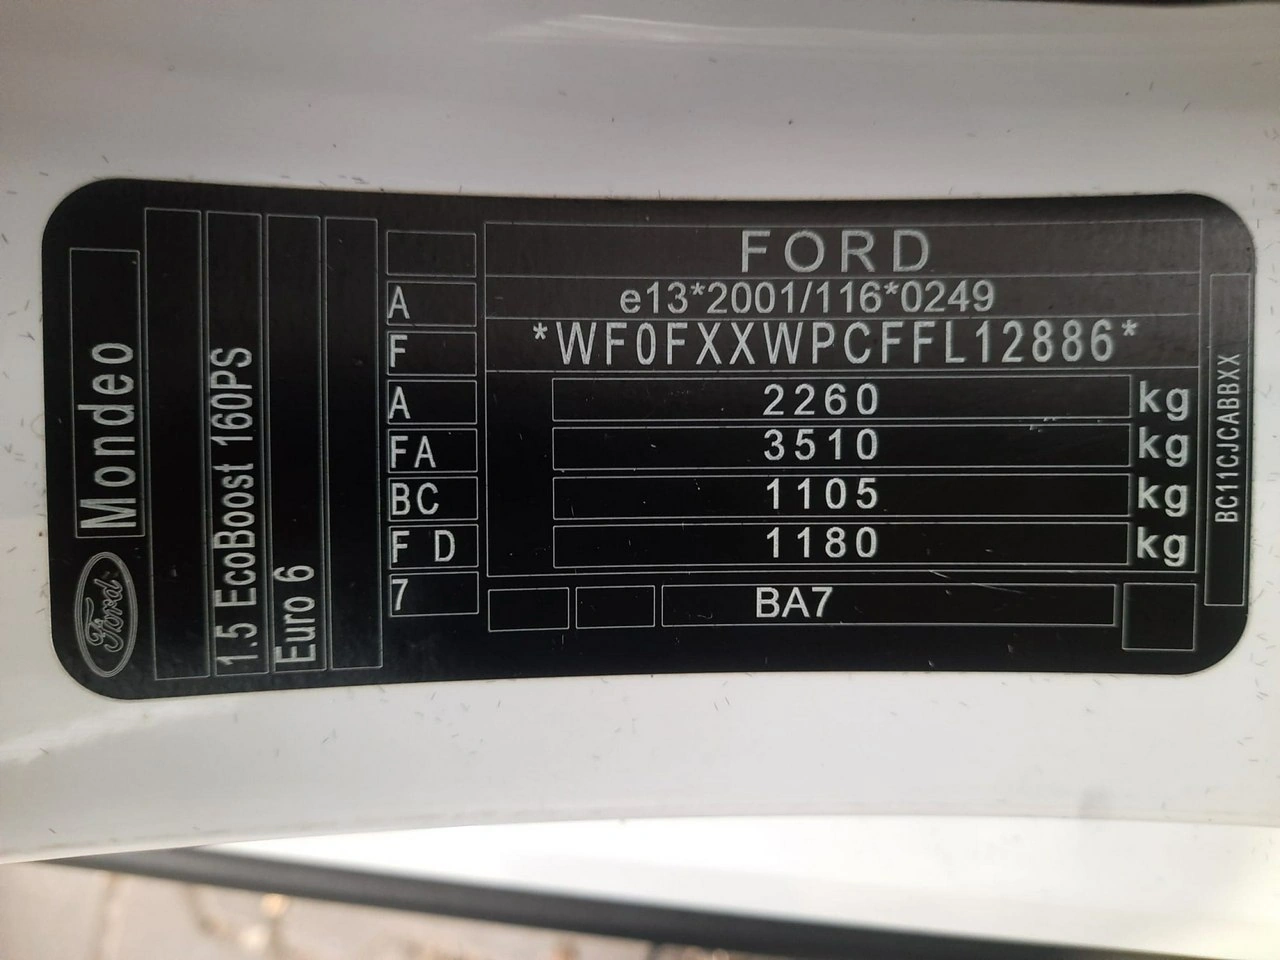 Ford
Mondeo
1.5 EcoBoost 160PS
Euro 6
A
F
A
FA
BC
F D
7
FORD
e13*2001/116*0249
*WF0FXXWPCFFL12886*
2260 kg
3510 kg
1105 kg
1180 kg
BA7
BC11CJCABBXX